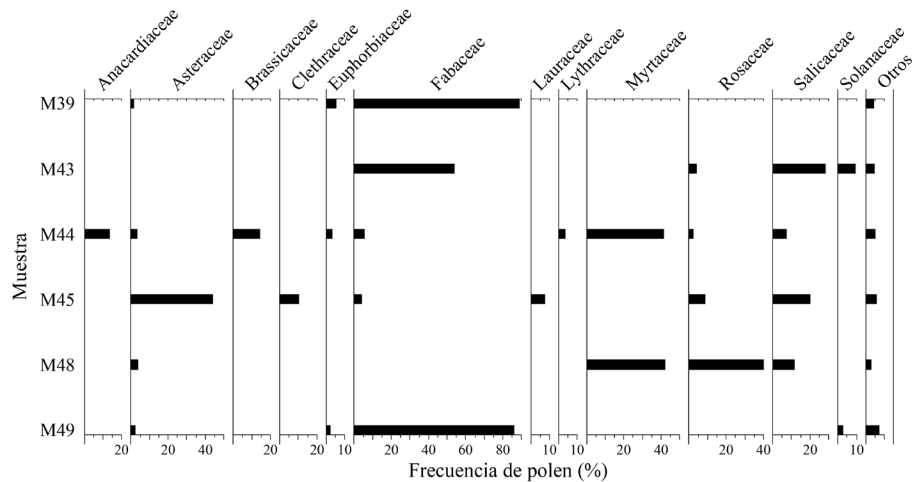 Anacardiaceae Asteraceae Brassicaceae Clethraceae Euphorbiaceae Fabaceae Lauraceae Lythraceae Myrtaceae Rosaceae Salicaceae Solanaceae Otros
Muestra
M39
M43
M44
M45
M48
M49
20 20 40 20 20 10 20 40 60 80 10 10 20 40 20 40 20 10 20
Frecuencia de polen (%)